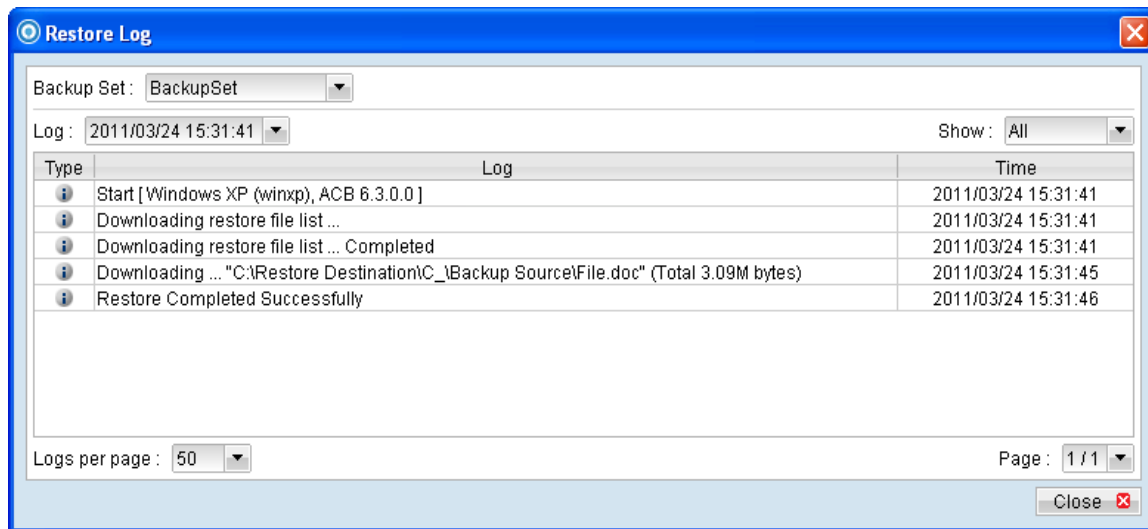 Restore Log
Backup Set : BackupSet
Log : 2011/03/24 15:31:41 Show : All
Type Log Time
Start [ Windows XP (winxp), ACB 6.3.0.0 ] 2011/03/24 15:31:41
Downloading restore file list ... 2011/03/24 15:31:41
Downloading restore file list ... Completed 2011/03/24 15:31:41
Downloading ... "C:\Restore Destination\C_\Backup Source\File.doc" (Total 3.09M bytes) 2011/03/24 15:31:45
Restore Completed Successfully 2011/03/24 15:31:46
Logs per page : 50 Page : 1 / 1
Close